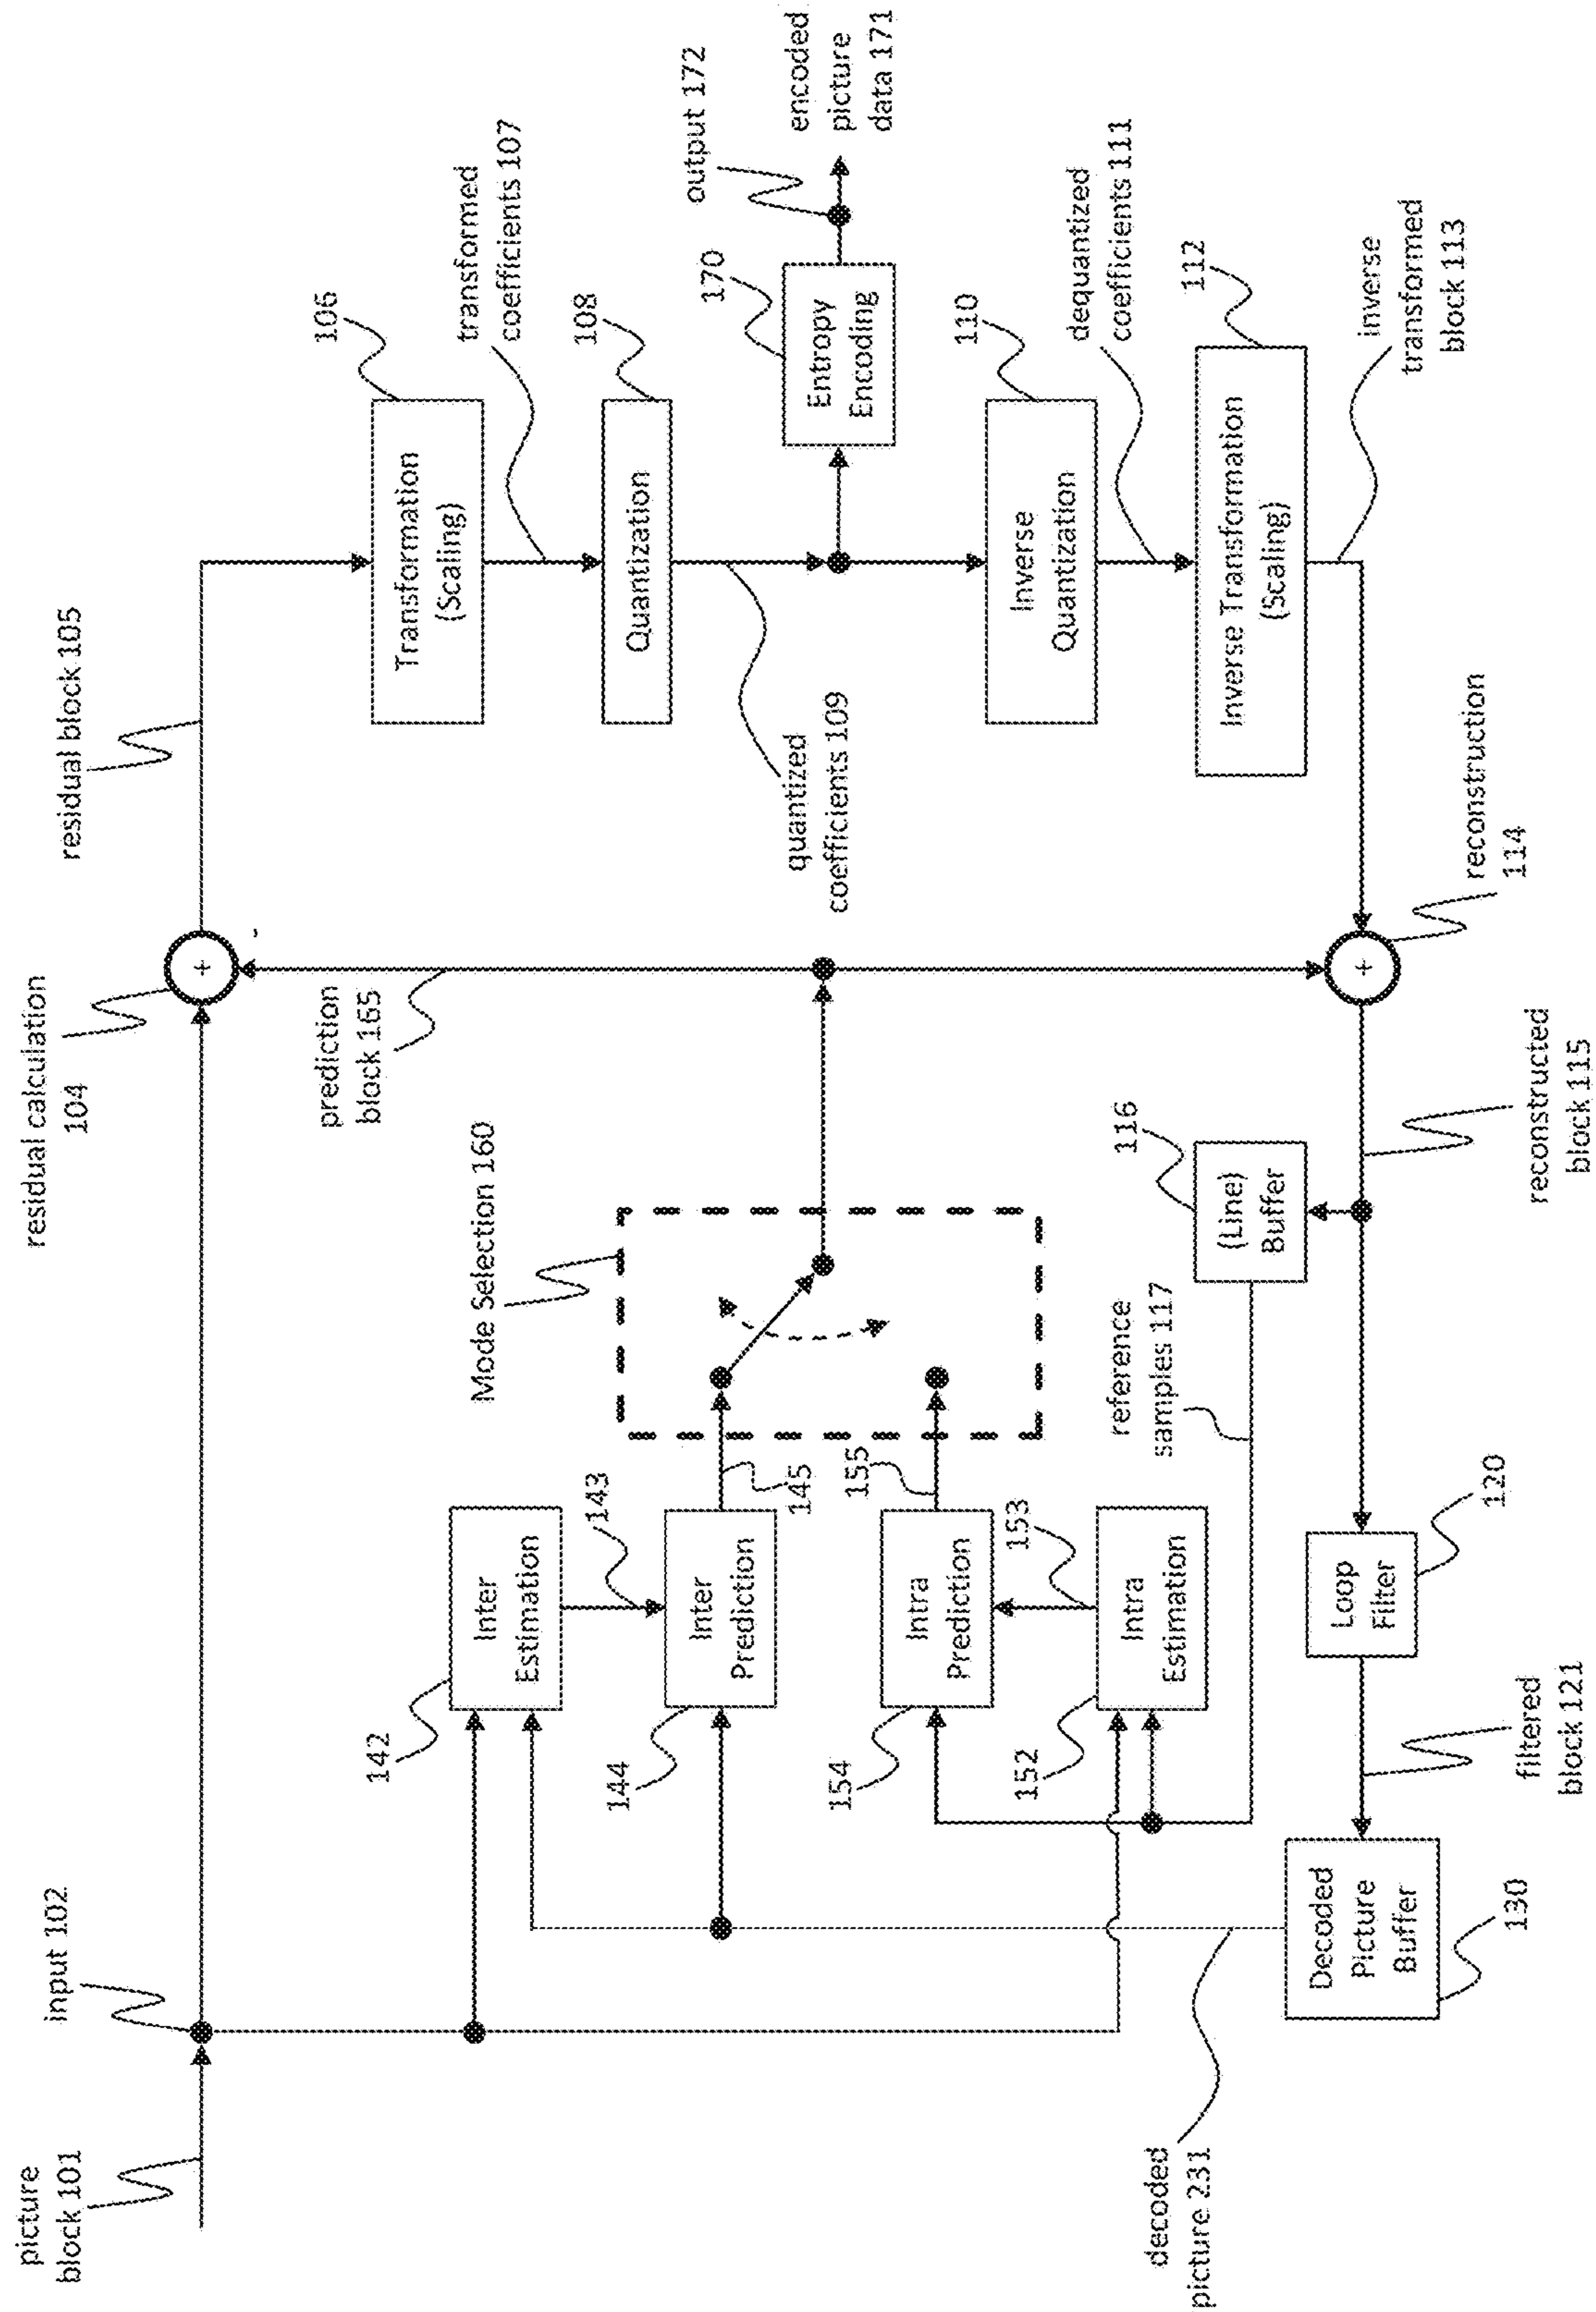 picture
block 101
input 102
residual calculation
104
residual block 105
+
-
prediction
block 165
106
Transformation
(Scaling)
transformed
coefficients 107
108
Quantization
quantized
coefficients 109
170
Entropy
Encoding
output 172
encoded
picture
data 171
110
Inverse
Quantization
dequantized
coefficients 111
112
Inverse Transformation
(Scaling)
inverse
transformed
block 113
reconstruction
114
+
reconstructed
block 115
Mode Selection 160
142
Inter
Estimation
143
144
Inter
Prediction
145
154
Intra
Prediction
155
153
152
Intra
Estimation
reference
samples 117
116
(Line)
Buffer
Loop
Filter
120
filtered
block 121
Decoded
Picture
Buffer
130
decoded
picture 231